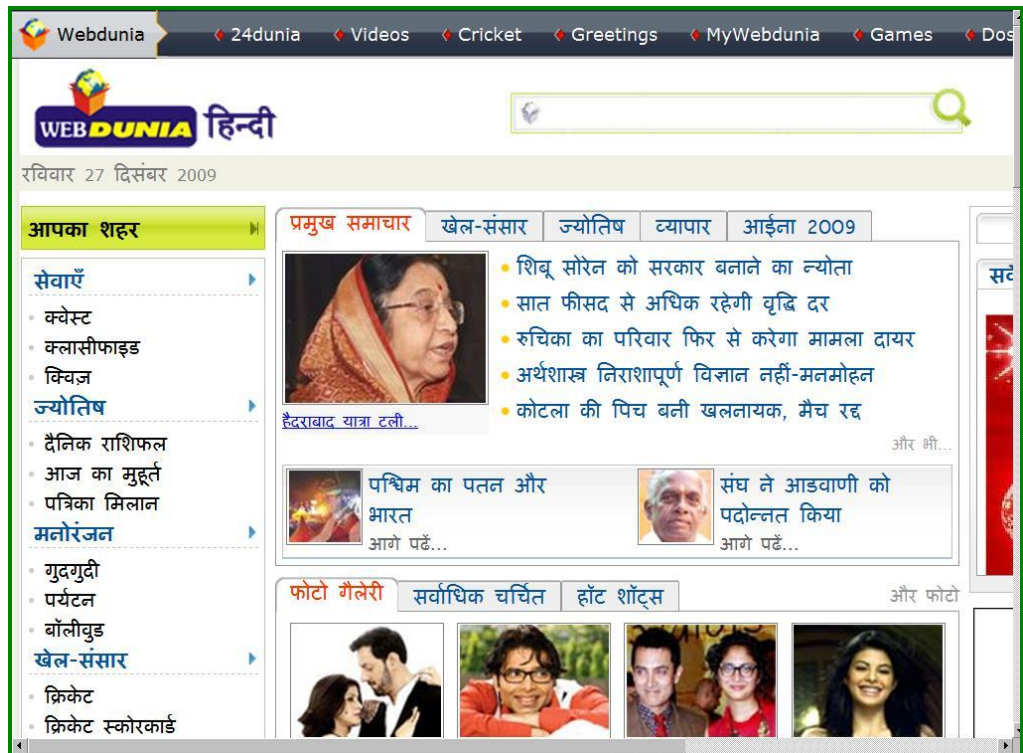 Webdunia 24dunia Videos Cricket Greetings MyWebdunia Games Dos
WEBDUNIA हिन्दी
रविवार 27 दिसंबर 2009
आपका शहर
सेवाएँ
क्वेस्ट
क्लासीफाइड
क्विज़
ज्योतिष
दैनिक राशिफल
आज का मुहूर्त
पत्रिका मिलान
मनोरंजन
गुदगुदी
पर्यटन
बॉलीवुड
खेल-संसार
क्रिकेट
क्रिकेट स्कोरकार्ड
प्रमुख समाचार खेल-संसार ज्योतिष व्यापार आईना 2009
शिबू सोरेन को सरकार बनाने का न्योता
सात फीसद से अधिक रहेगी वृद्धि दर
रुचिका का परिवार फिर से करेगा मामला दायर
अर्थशास्त्र निराशापूर्ण विज्ञान नहीं-मनमोहन
कोटला की पिच बनी खलनायक, मैच रद्द
हैदराबाद यात्रा टली...
और भी...
पश्चिम का पतन और
भारत
आगे पढें...
संघ ने आडवाणी को
पदोन्नत किया
आगे पढें...
फोटो गैलेरी सर्वाधिक चर्चित हॉट शॉट्स और फोटो